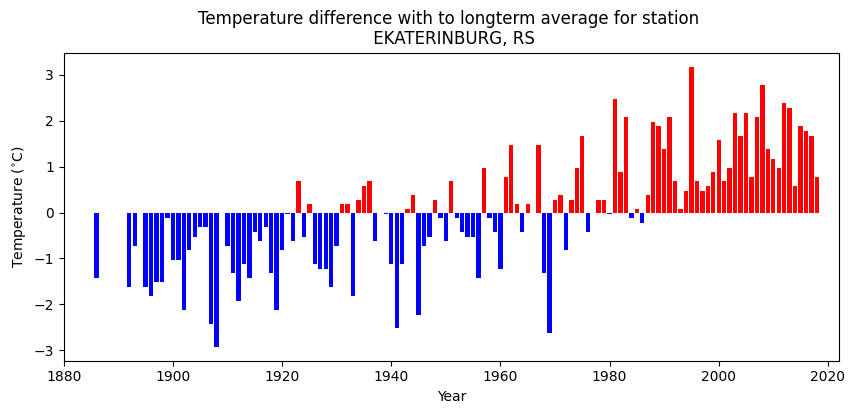 Temperature difference with to longterm average for station
EKATERINBURG, RS
Temperature (°C)
3
2
1
0
−1
−2
−3
1880 1900 1920 1940 1960 1980 2000 2020
Year